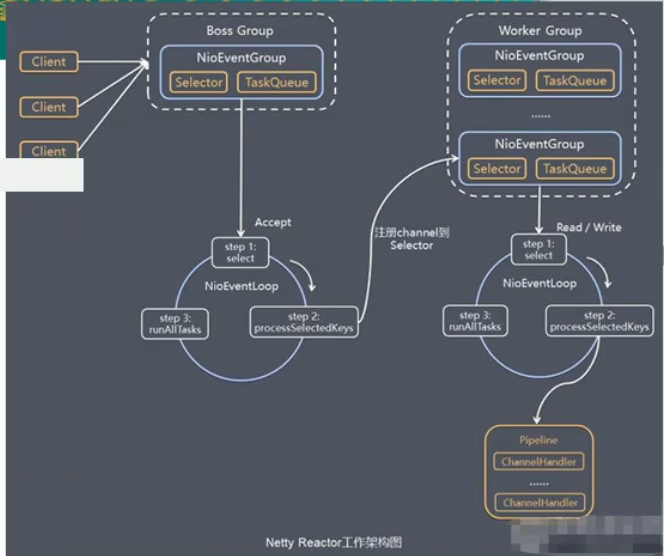 Boss Group
NioEventGroup
Selector
TaskQueue
Client
Client
Client
Worker Group
NioEventGroup
Selector
TaskQueue
......
NioEventGroup
Selector
TaskQueue
Accept
step 1:
select
NioEventLoop
step 2:
processSelectedKeys
step 3:
runAllTasks
注册channel到
Selector
Read / Write
step 1:
select
NioEventLoop
step 2:
processSelectedKeys
step 3:
runAllTasks
Pipeline
ChannelHandler
......
ChannelHandler
Netty Reactor工作架构图